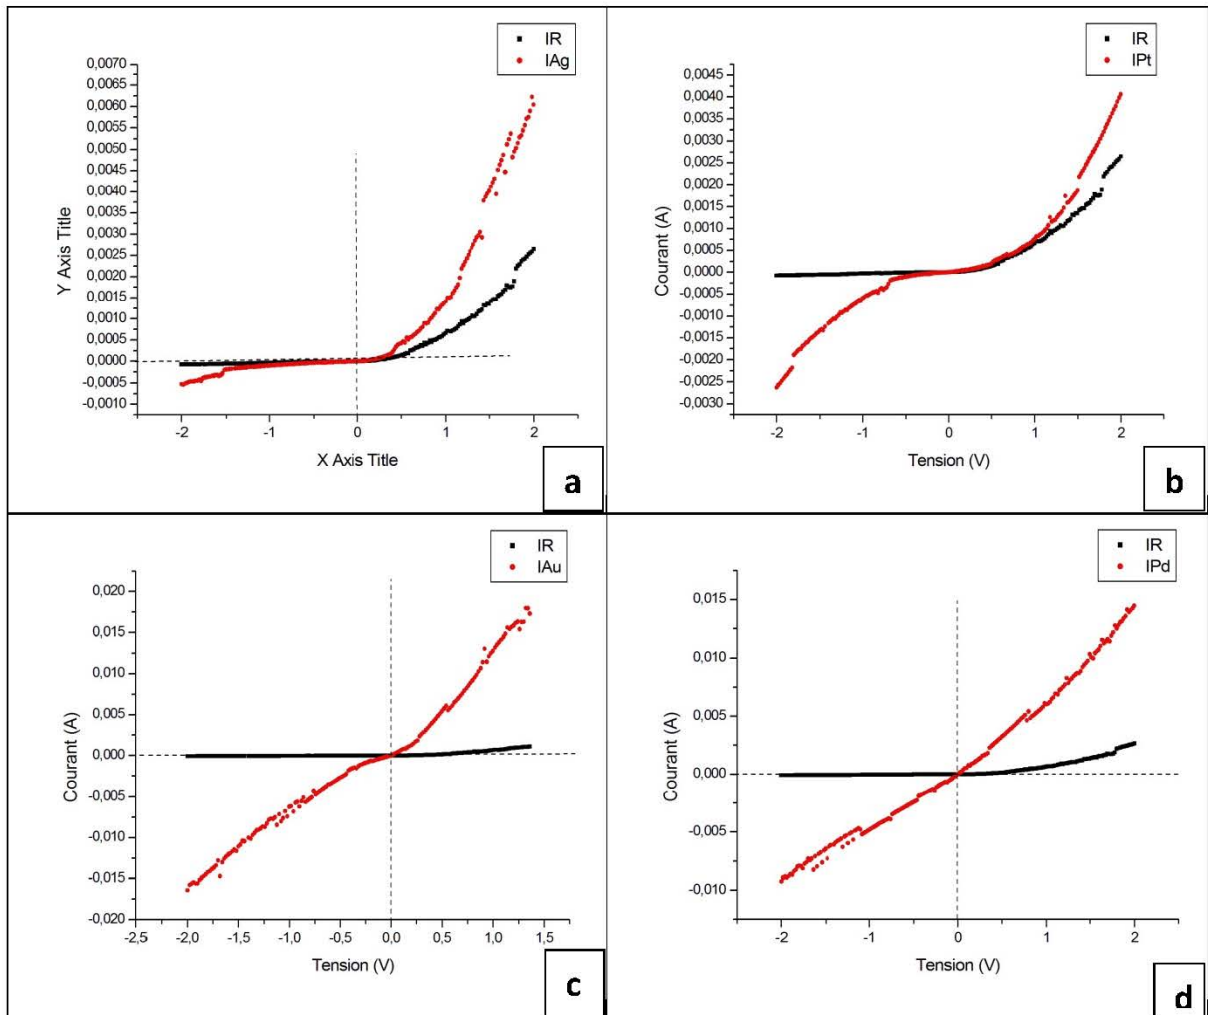 IR
IAg
0,0070
0,0065
0,0060
0,0055
0,0050
0,0045
0,0040
0,0035
0,0030
0,0025
0,0020
0,0015
0,0010
0,0005
0,0000
-0,0005
-0,0010
Y Axis Title
-2 -1 0 1 2
X Axis Title
a
IR
IPt
0,0045
0,0040
0,0035
0,0030
0,0025
0,0020
0,0015
0,0010
0,0005
0,0000
-0,0005
-0,0010
-0,0015
-0,0020
-0,0025
-0,0030
Courant (A)
-2 -1 0 1 2
Tension (V)
b
IR
IAu
0,020
0,015
0,010
0,005
0,000
-0,005
-0,010
-0,015
-0,020
Courant (A)
-2,5 -2,0 -1,5 -1,0 -0,5 0,0 0,5 1,0 1,5
Tension (V)
c
IR
IPd
0,015
0,010
0,005
0,000
-0,005
-0,010
Courant (A)
-2 -1 0 1 2
Tension (V)
d